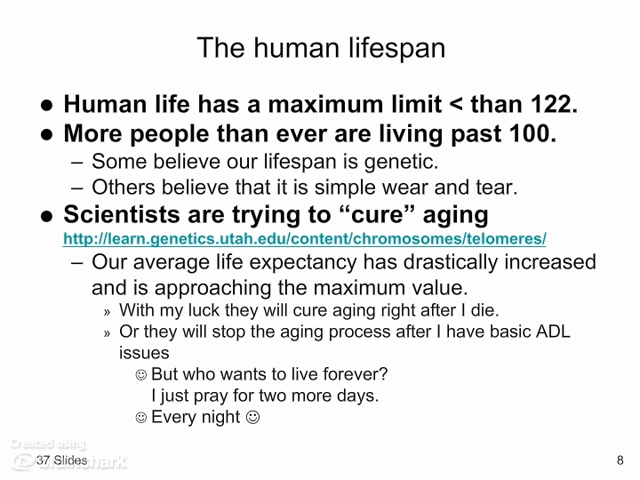 The human lifespan
● Human life has a maximum limit < than 122.
● More people than ever are living past 100.
– Some believe our lifespan is genetic.
– Others believe that it is simple wear and tear.
● Scientists are trying to “cure” aging
http://learn.genetics.utah.edu/content/chromosomes/telomeres/
– Our average life expectancy has drastically increased
and is approaching the maximum value.
» With my luck they will cure aging right after I die.
» Or they will stop the aging process after I have basic ADL
issues
☺ But who wants to live forever?
I just pray for two more days.
☺ Every night ☺
Created using
brainshark
37 Slides
8